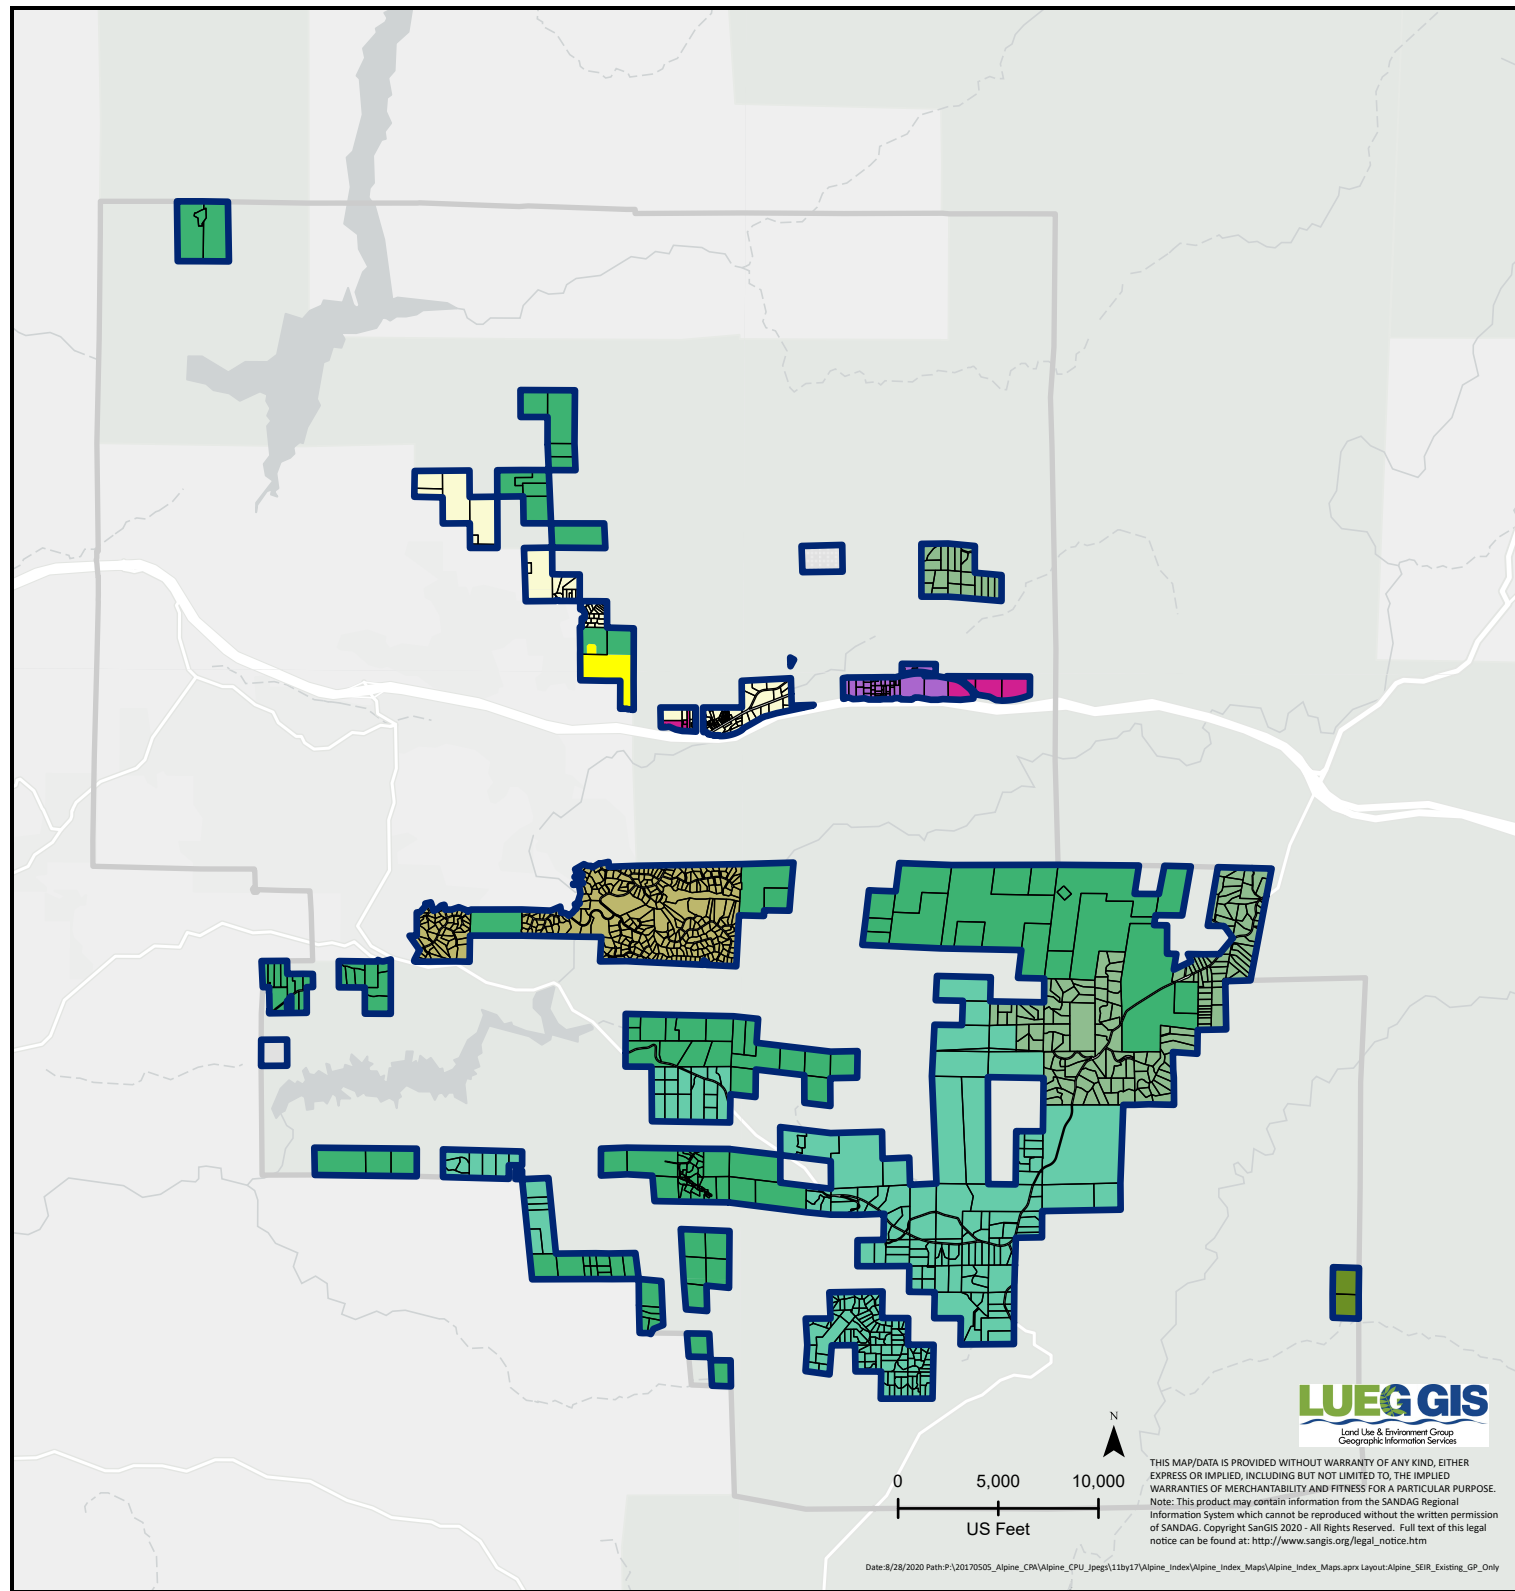 LUEG GIS
Land Use & Environment Group
Geographic Information Services
N
0 5,000 10,000
US Feet
THIS MAP/DATA IS PROVIDED WITHOUT WARRANTY OF ANY KIND, EITHER
EXPRESS OR IMPLIED, INCLUDING BUT NOT LIMITED TO, THE IMPLIED
WARRANTIES OF MERCHANTABILITY AND FITNESS FOR A PARTICULAR PURPOSE.
Note: This product may contain information from the SANDAG Regional
Information System which cannot be reproduced without the written permission
of SANDAG. Copyright SanGIS 2020 - All Rights Reserved. Full text of this legal
notice can be found at: http://www.sangis.org/legal_notice.htm
Date:8/28/2020 Path:P:\20170505_Alpine_CPA\Alpine_CPU_Jpegs\11by17\Alpine_Index\Alpine_Index_Maps\Alpine_Index_Maps.aprx Layout:Alpine_SEIR_Existing_GP_Only